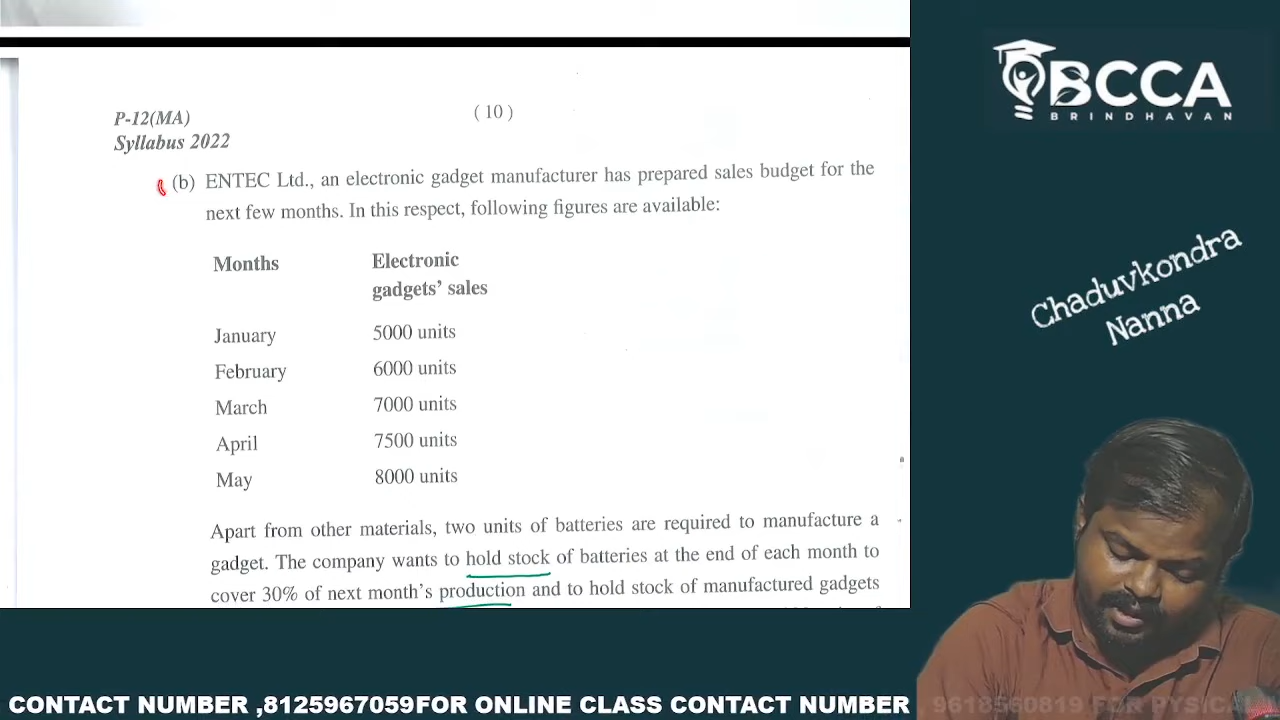 P-12(MA)
( 10 )
Syllabus 2022
(b) ENTEC Ltd., an electronic gadget manufacturer has prepared sales budget for the
next few months. In this respect, following figures are available:
Months Electronic
gadgets' sales
January 5000 units
February 6000 units
March 7000 units
April 7500 units
May 8000 units
Apart from other materials, two units of batteries are required to manufacture a
gadget. The company wants to hold stock of batteries at the end of each month to
cover 30% of next month's production and to hold stock of manufactured gadgets
BCCA
BRINDHAVAN
Chaduvkondra
Nanna
CONTACT NUMBER ,8125967059FOR ONLINE CLASS CONTACT NUMBER 9618560819 FOR PYSICAL